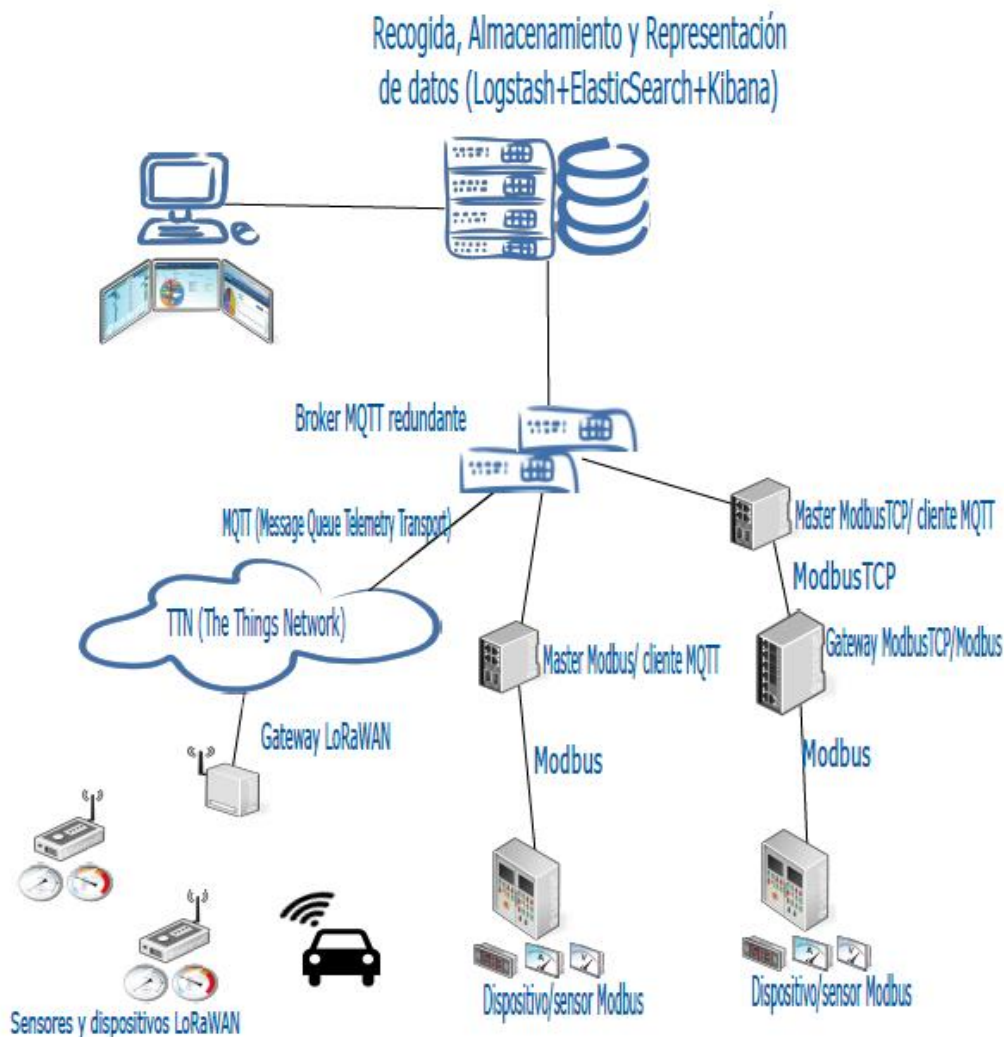 Recogida, Almacenamiento y Representación
de datos (Logstash+ElasticSearch+Kibana)
Broker MQTT redundante
MQTT (Message Queue Telemetry Transport)
Master ModbusTCP/ cliente MQTT
ModbusTCP
TTN (The Things Network)
Master Modbus/ cliente MQTT
Gateway ModbusTCP/Modbus
Gateway LoRaWAN
Modbus
Modbus
Dispositivo/sensor Modbus
Dispositivo/sensor Modbus
Sensores y dispositivos LoRaWAN